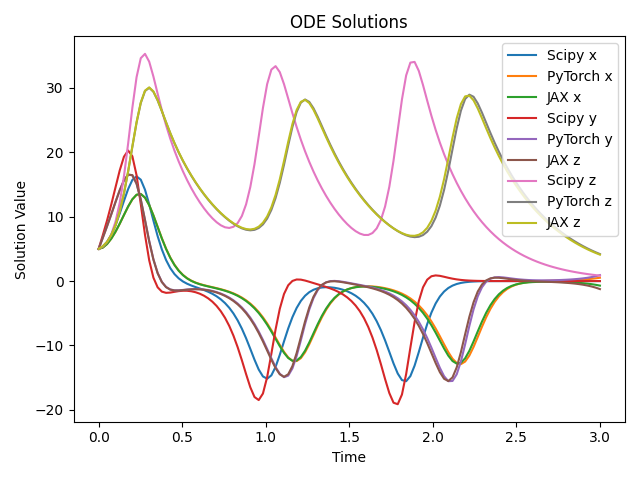 ODE Solutions
Scipy x
PyTorch x
JAX x
Scipy y
PyTorch y
JAX z
Scipy z
PyTorch z
JAX z
Solution Value
30
20
10
0
−10
−20
0.0 0.5 1.0 1.5 2.0 2.5 3.0
Time